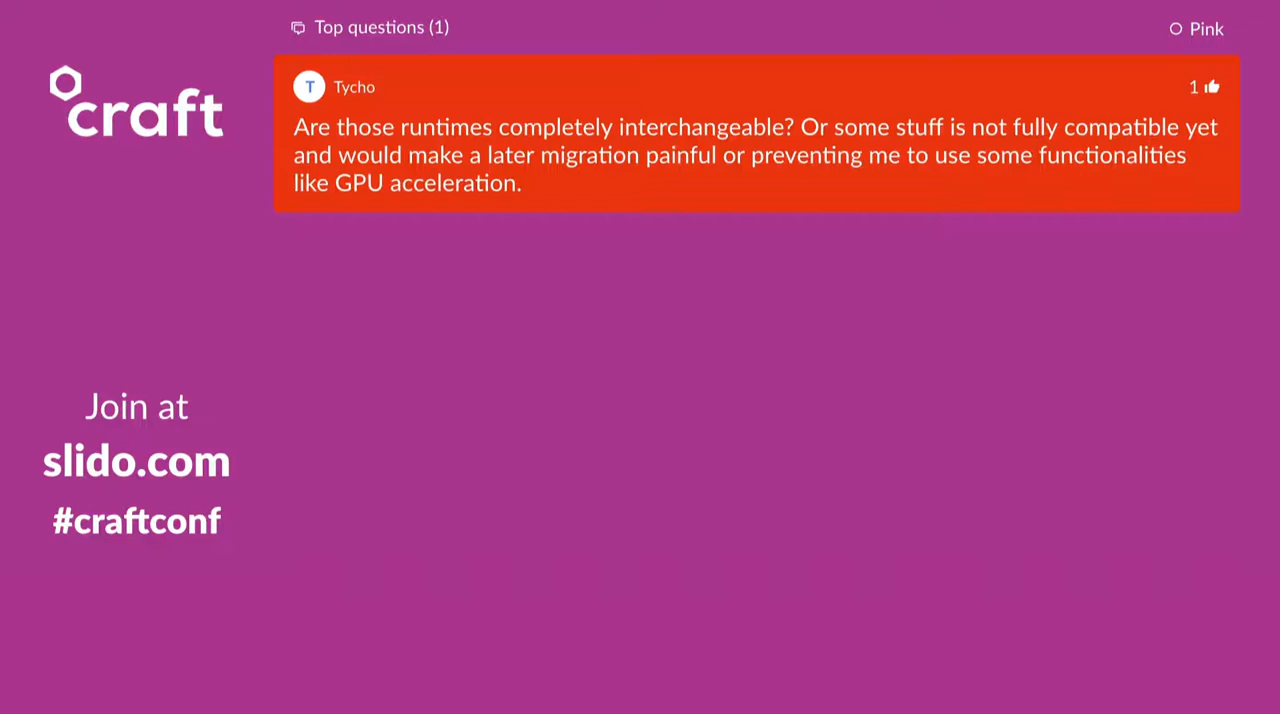 Top questions (1)
Pink
craft
T
Tycho
1
Are those runtimes completely interchangeable? Or some stuff is not fully compatible yet
and would make a later migration painful or preventing me to use some functionalities
like GPU acceleration.
Join at
slido.com
#craftconf